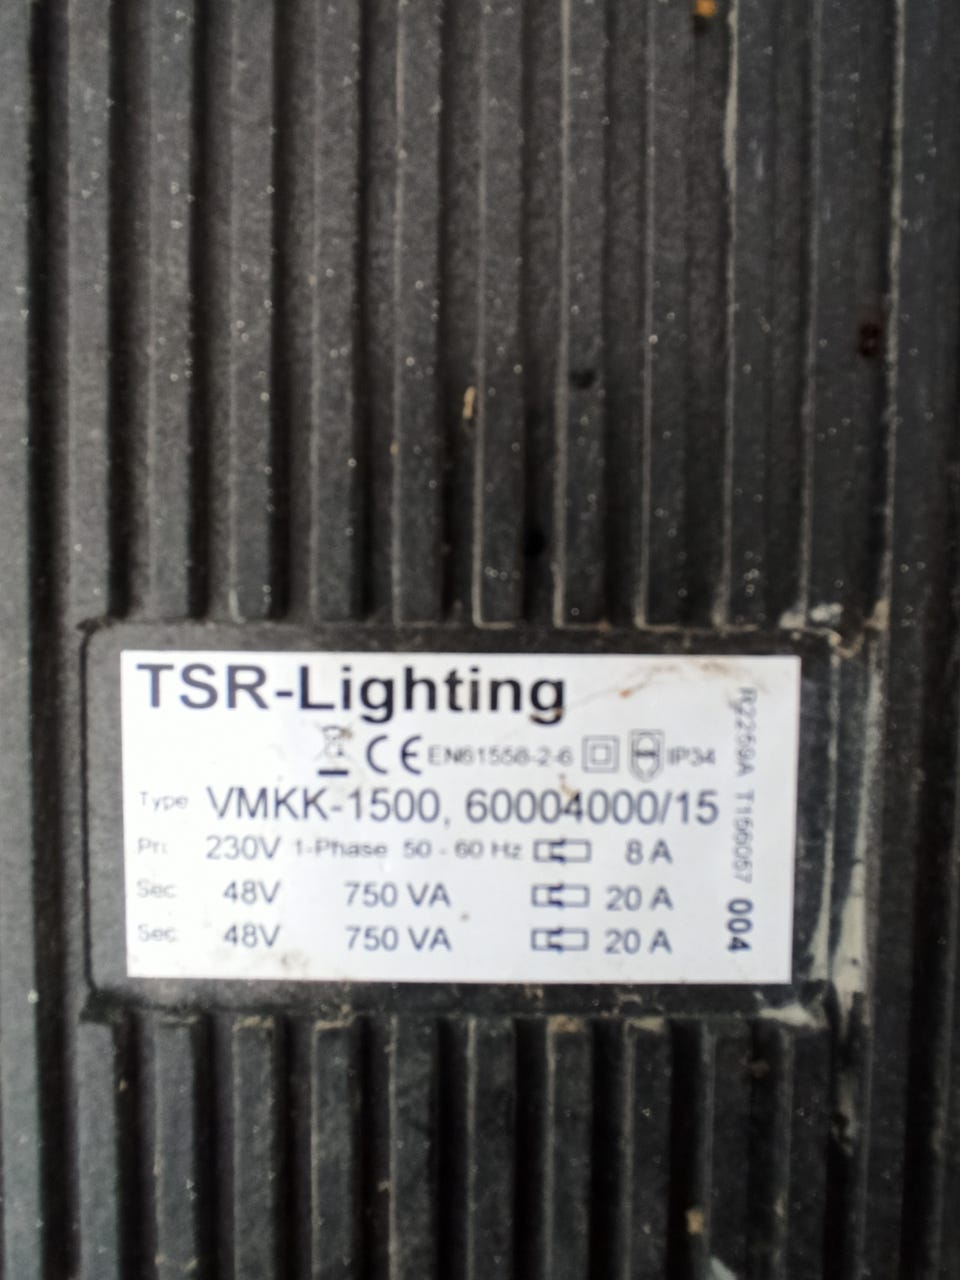 TSR-Lighting
CE EN61558-2-6 IP34
Type VMKK-1500, 60004000/15
Pri 230V 1-Phase 50 - 60 Hz 8 A
Sec 48V 750 VA 20 A
Sec 48V 750 VA 20 A
R2259A T156057 004